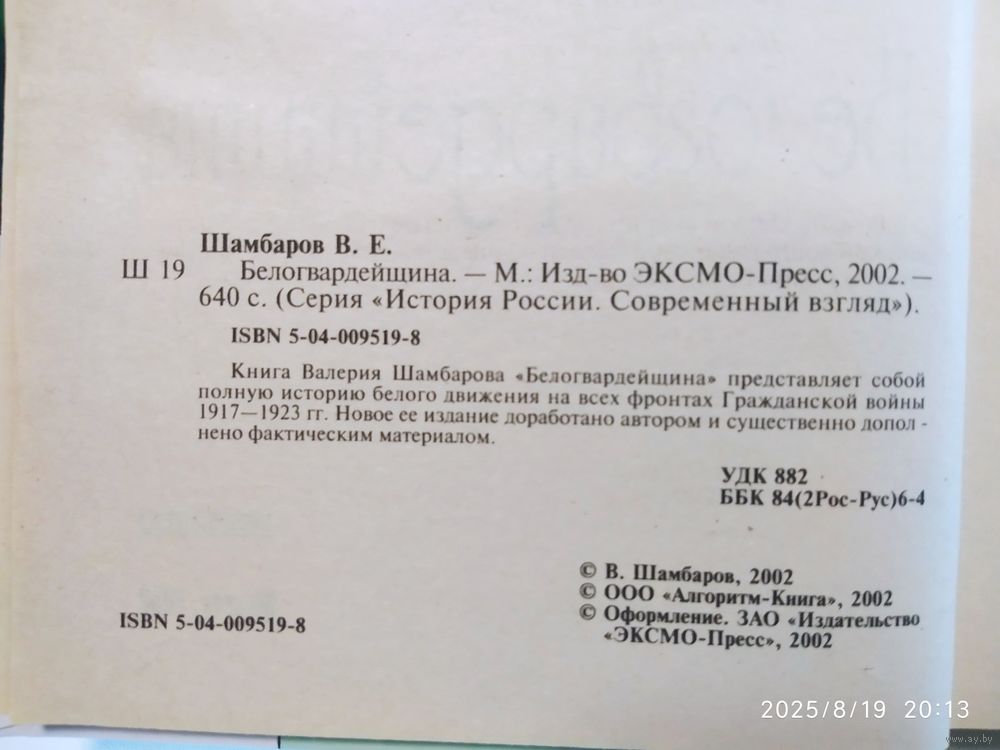 Шамбаров В. Е.
Ш 19 Белогвардейщина. — М.: Изд-во ЭКСМО-Пресс, 2002. —
640 с. (Серия «История России. Современный взгляд»).
ISBN 5-04-009519-8
Книга Валерия Шамбарова «Белогвардейщина» представляет собой
полную историю белого движения на всех фронтах Гражданской войны
1917—1923 гг. Новое ее издание доработано автором и существенно допол-
нено фактическим материалом.
УДК 882
ББК 84(2Рос-Рус)6-4
© В. Шамбаров, 2002
© ООО «Алгоритм-Книга», 2002
© Оформление. ЗАО «Издательство
«ЭКСМО-Пресс», 2002
ISBN 5-04-009519-8
2025/8/19 20:13
www.ay.by